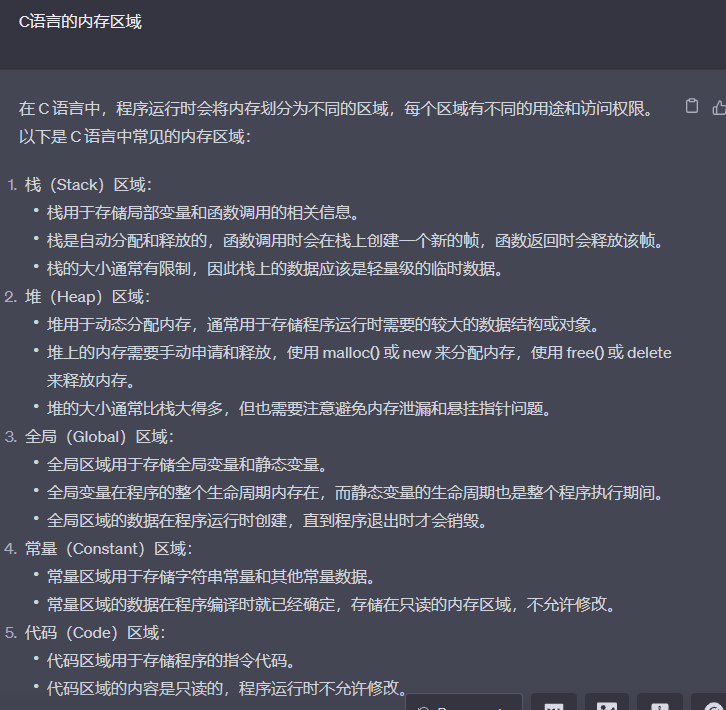 C语言的内存区域
在 C 语言中，程序运行时会将内存划分为不同的区域，每个区域有不同的用途和访问权限。
以下是 C 语言中常见的内存区域：
1. 栈（Stack）区域：
• 栈用于存储局部变量和函数调用的相关信息。
• 栈是自动分配和释放的，函数调用时会在栈上创建一个新的帧，函数返回时会释放该帧。
• 栈的大小通常有限制，因此栈上的数据应该是轻量级的临时数据。
2. 堆（Heap）区域：
• 堆用于动态分配内存，通常用于存储程序运行时需要的较大的数据结构或对象。
• 堆上的内存需要手动申请和释放，使用 malloc() 或 new 来分配内存，使用 free() 或 delete
来释放内存。
• 堆的大小通常比栈大得多，但也需要注意避免内存泄漏和悬挂指针问题。
3. 全局（Global）区域：
• 全局区域用于存储全局变量和静态变量。
• 全局变量在程序的整个生命周期内存在，而静态变量的生命周期也是整个程序执行期间。
• 全局区域的数据在程序运行时创建，直到程序退出时才会销毁。
4. 常量（Constant）区域：
• 常量区域用于存储字符串常量和其他常量数据。
• 常量区域的数据在程序编译时就已经确定，存储在只读的内存区域，不允许修改。
5. 代码（Code）区域：
• 代码区域用于存储程序的指令代码。
• 代码区域的内容是只读的，程序运行时不允许修改。